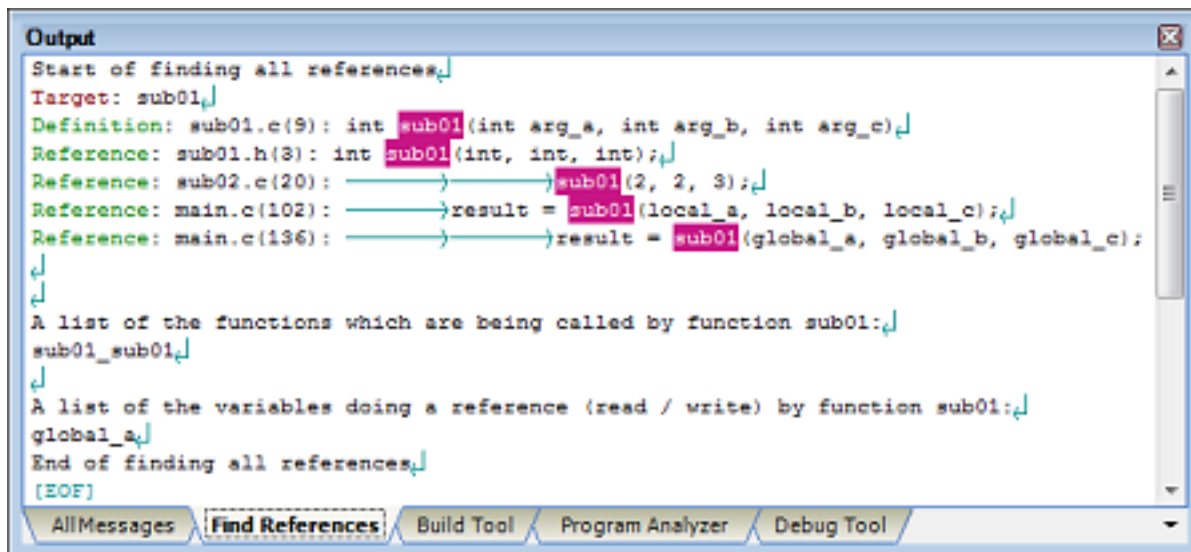 Output
Start of finding all references
Target: sub01
Definition: sub01.c(9): int sub01(int arg_a, int arg_b, int arg_c)
Reference: sub01.h(3): int sub01(int, int, int);
Reference: sub02.c(20): sub01(2, 2, 3);
Reference: main.c(102): result = sub01(local_a, local_b, local_c);
Reference: main.c(136): result = sub01(global_a, global_b, global_c);
A list of the functions which are being called by function sub01:
sub01_sub01
A list of the variables doing a reference (read / write) by function sub01:
global_a
End of finding all references
[EOF]
All Messages Find References Build Tool Program Analyzer Debug Tool